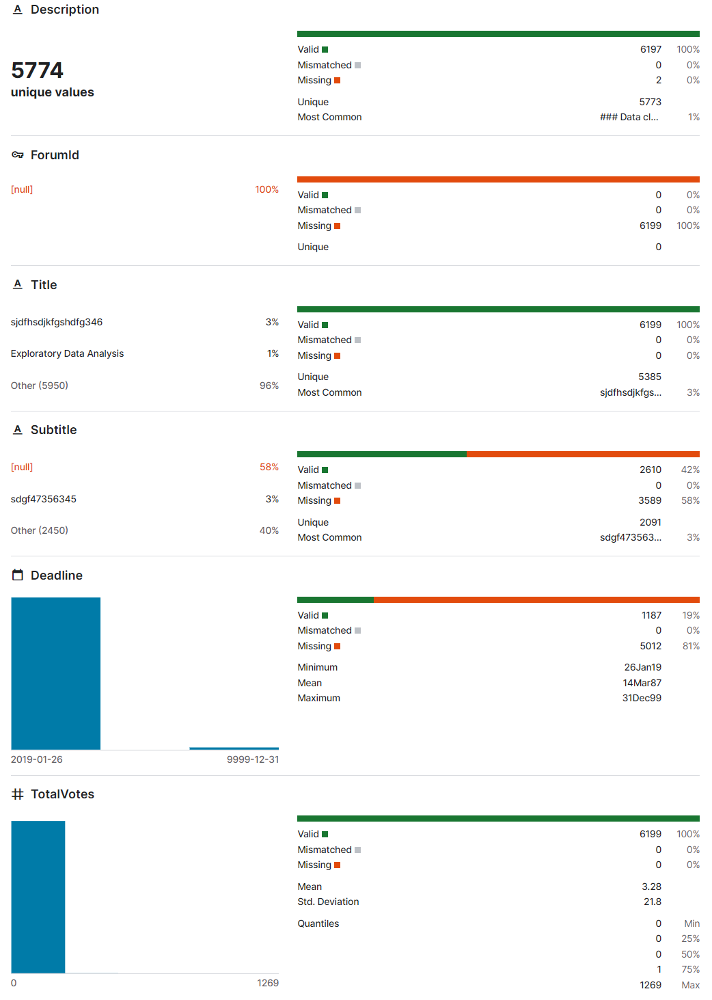 Description
5774
unique values
Valid 6197 100%
Mismatched 0 0%
Missing 2 0%
Unique 5773
Most Common ### Data cl... 1%
ForumId
[null] 100%
Valid 0 0%
Mismatched 0 0%
Missing 6199 100%
Unique 0
Title
sjdfhsdjkfgshdfg346 3%
Exploratory Data Analysis 1%
Other (5950) 96%
Valid 6199 100%
Mismatched 0 0%
Missing 0 0%
Unique 5385
Most Common sjdfhsdjkfgs... 3%
Subtitle
[null] 58%
sdgf47356345 3%
Other (2450) 40%
Valid 2610 42%
Mismatched 0 0%
Missing 3589 58%
Unique 2091
Most Common sdgf473563... 3%
Deadline
2019-01-26 9999-12-31
Valid 1187 19%
Mismatched 0 0%
Missing 5012 81%
Minimum 26Jan19
Mean 14Mar87
Maximum 31Dec99
TotalVotes
0 1269
Valid 6199 100%
Mismatched 0 0%
Missing 0 0%
Mean 3.28
Std. Deviation 21.8
Quantiles 0 Min
0 25%
0 50%
1 75%
1269 Max